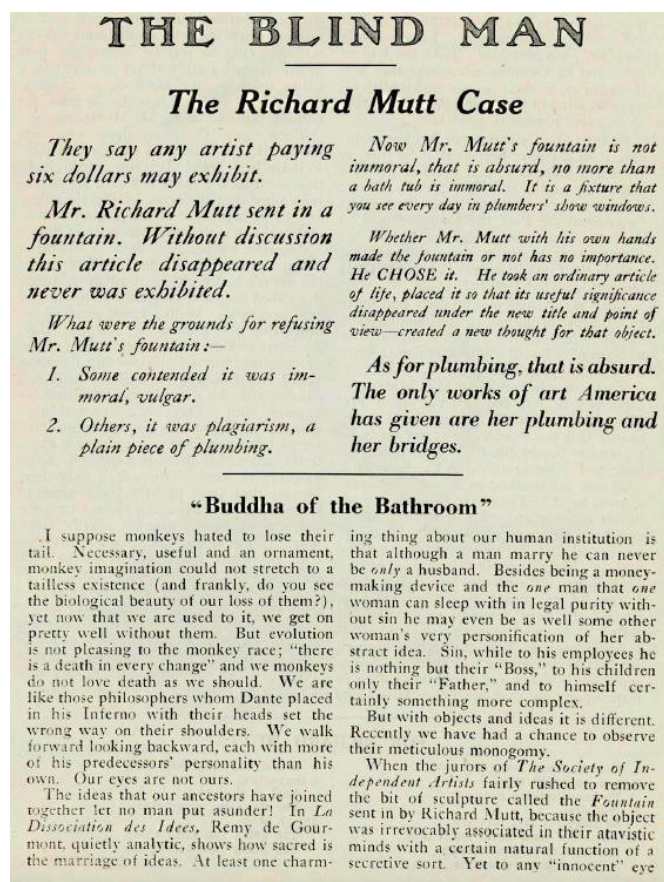 THE BLIND MAN
The Richard Mutt Case
They say any artist paying
six dollars may exhibit.
Mr. Richard Mutt sent in a
fountain. Without discussion
this article disappeared and
never was exhibited.
What were the grounds for refusing
Mr. Mutt's fountain:—
1. Some contended it was im-
moral, vulgar.
2. Others, it was plagiarism, a
plain piece of plumbing.
Now Mr. Mutt's fountain is not
immoral, that is absurd, no more than
a bath tub is immoral. It is a fixture that
you see every day in plumbers' show windows.
Whether Mr. Mutt with his own hands
made the fountain or not has no importance.
He CHOSE it. He took an ordinary article
of life, placed it so that its useful significance
disappeared under the new title and point of
view—created a new thought for that object.
As for plumbing, that is absurd.
The only works of art America
has given are her plumbing and
her bridges.
"Buddha of the Bathroom"
I suppose monkeys hated to lose their
tail. Necessary, useful and an ornament,
monkey imagination could not stretch to a
tailless existence (and frankly, do you see
the biological beauty of our loss of them?),
yet now that we are used to it, we get on
pretty well without them. But evolution
is not pleasing to the monkey race; "there
is a death in every change" and we monkeys
do not love death as we should. We are
like those philosophers whom Dante placed
in his Inferno with their heads set the
wrong way on their shoulders. We walk
forward looking backward, each with more
of his predecessors' personality than his
own. Our eyes are not ours.
The ideas that our ancestors have joined
together let no man put asunder! In La
Dissociation des Idees, Remy de Gour-
mont, quietly analytic, shows how sacred is
the marriage of ideas. At least one charm-
ing thing about our human institution is
that although a man marry he can never
be only a husband. Besides being a money-
making device and the one man that one
woman can sleep with in legal purity with-
out sin he may even be as well some other
woman's very personification of her ab-
stract idea. Sin, while to his employees he
is nothing but their "Boss," to his children
only their "Father," and to himself cer-
tainly something more complex.
But with objects and ideas it is different.
Recently we have had a chance to observe
their meticulous monogomy.
When the jurors of The Society of In-
dependent Artists fairly rushed to remove
the bit of sculpture called the Fountain
sent in by Richard Mutt, because the object
was irrevocably associated in their atavistic
minds with a certain natural function of a
secretive sort. Yet to any "innocent" eye